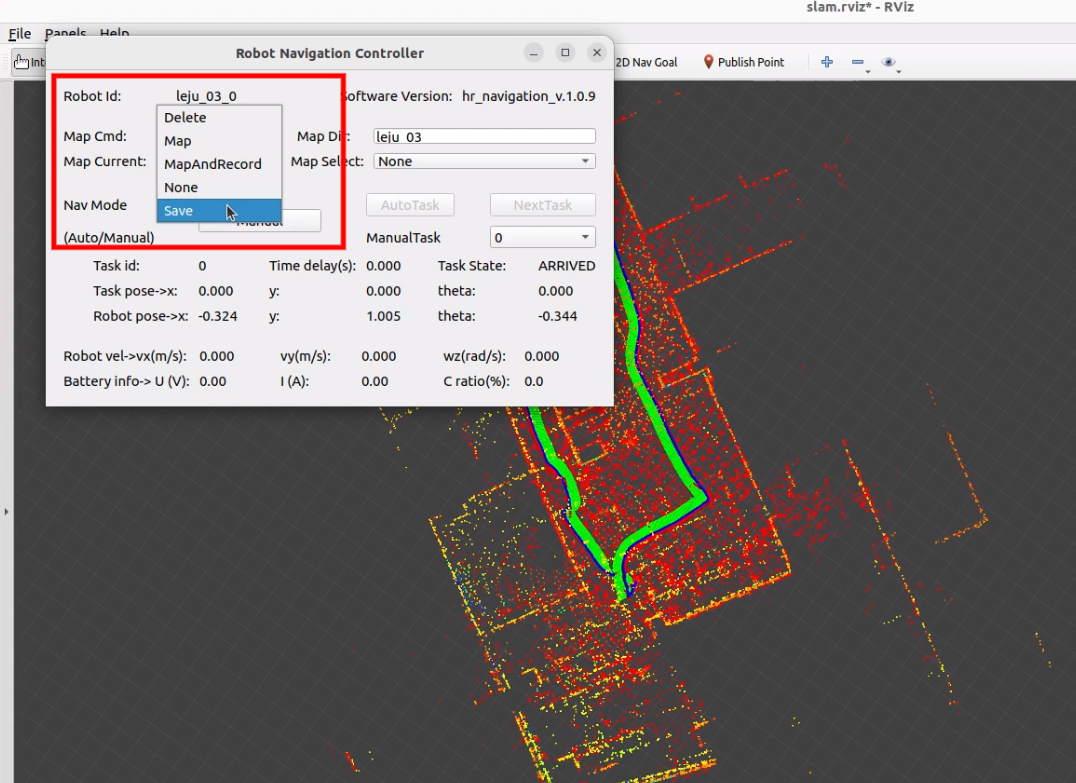 slam.rviz* - RViz
File Panels Help
Robot Navigation Controller
Int
2D Nav Goal Publish Point
Robot Id: leju_03_0 Software Version: hr_navigation_v.1.0.9
Delete
Map Cmd: Map Dir: leju_03
Map
Map Current: MapAndRecord Map Select: None
None
Nav Mode Save AutoTask NextTask
Manual
(Auto/Manual) ManualTask 0
Task id: 0 Time delay(s): 0.000 Task State: ARRIVED
Task pose->x: 0.000 y: 0.000 theta: 0.000
Robot pose->x: -0.324 y: 1.005 theta: -0.344
Robot vel->vx(m/s): 0.000 vy(m/s): 0.000 wz(rad/s): 0.000
Battery info-> U (V): 0.00 I (A): 0.00 C ratio(%): 0.0